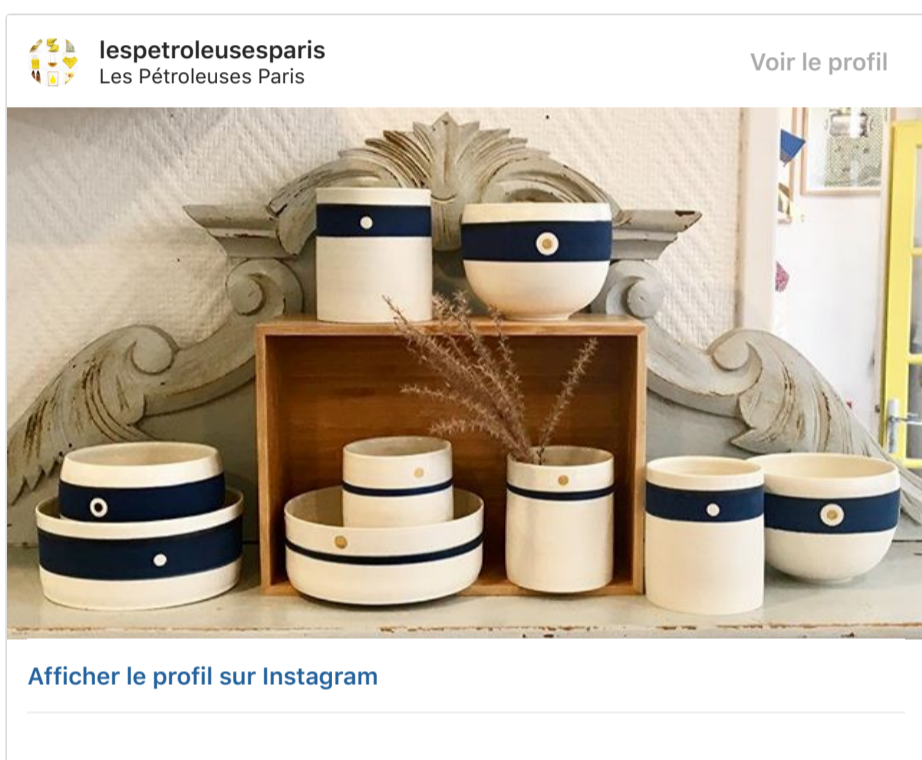 lespetroleusesparis
Les Pétroleuses Paris
Voir le profil
Afficher le profil sur Instagram